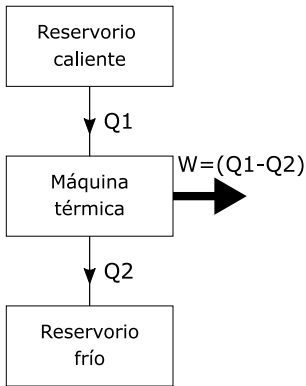 Reservorio
caliente
Q1
W=(Q1-Q2)
Máquina
térmica
Q2
Reservorio
frío